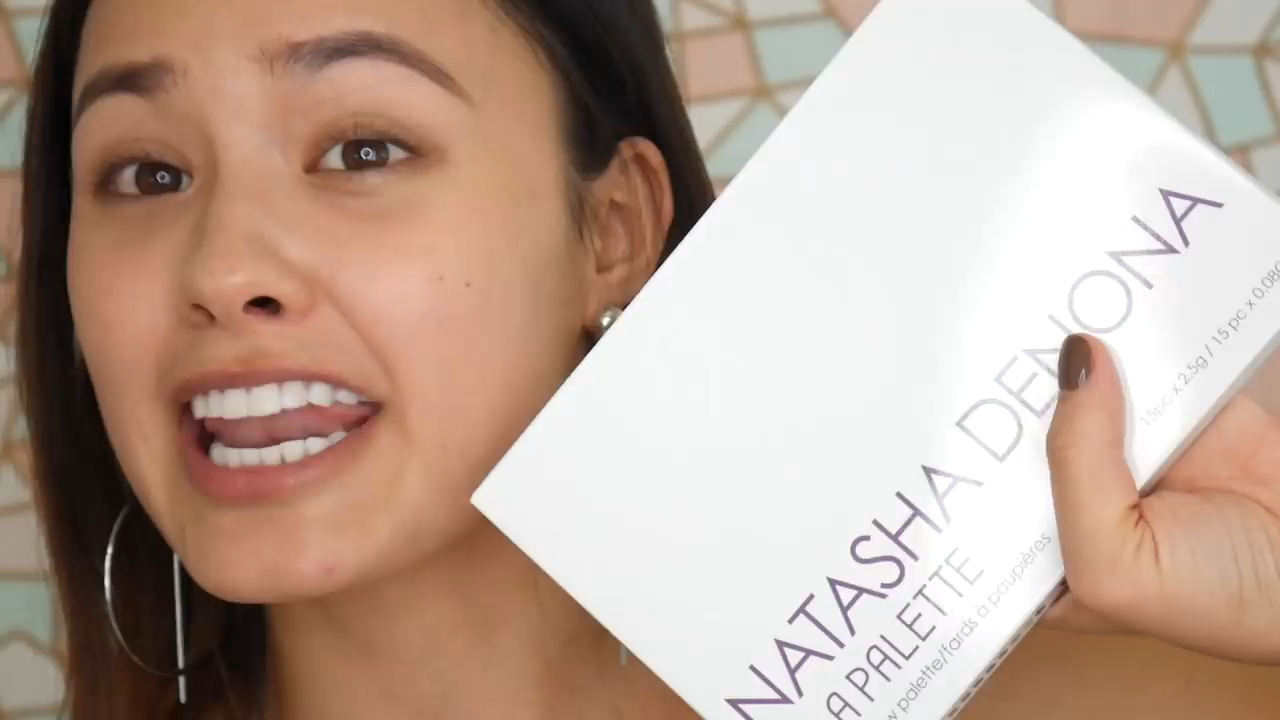 NATASHA DENONA
A PALETTE
palette/fards à paupières
15pc x 2.5g / 15 pc x 0.08